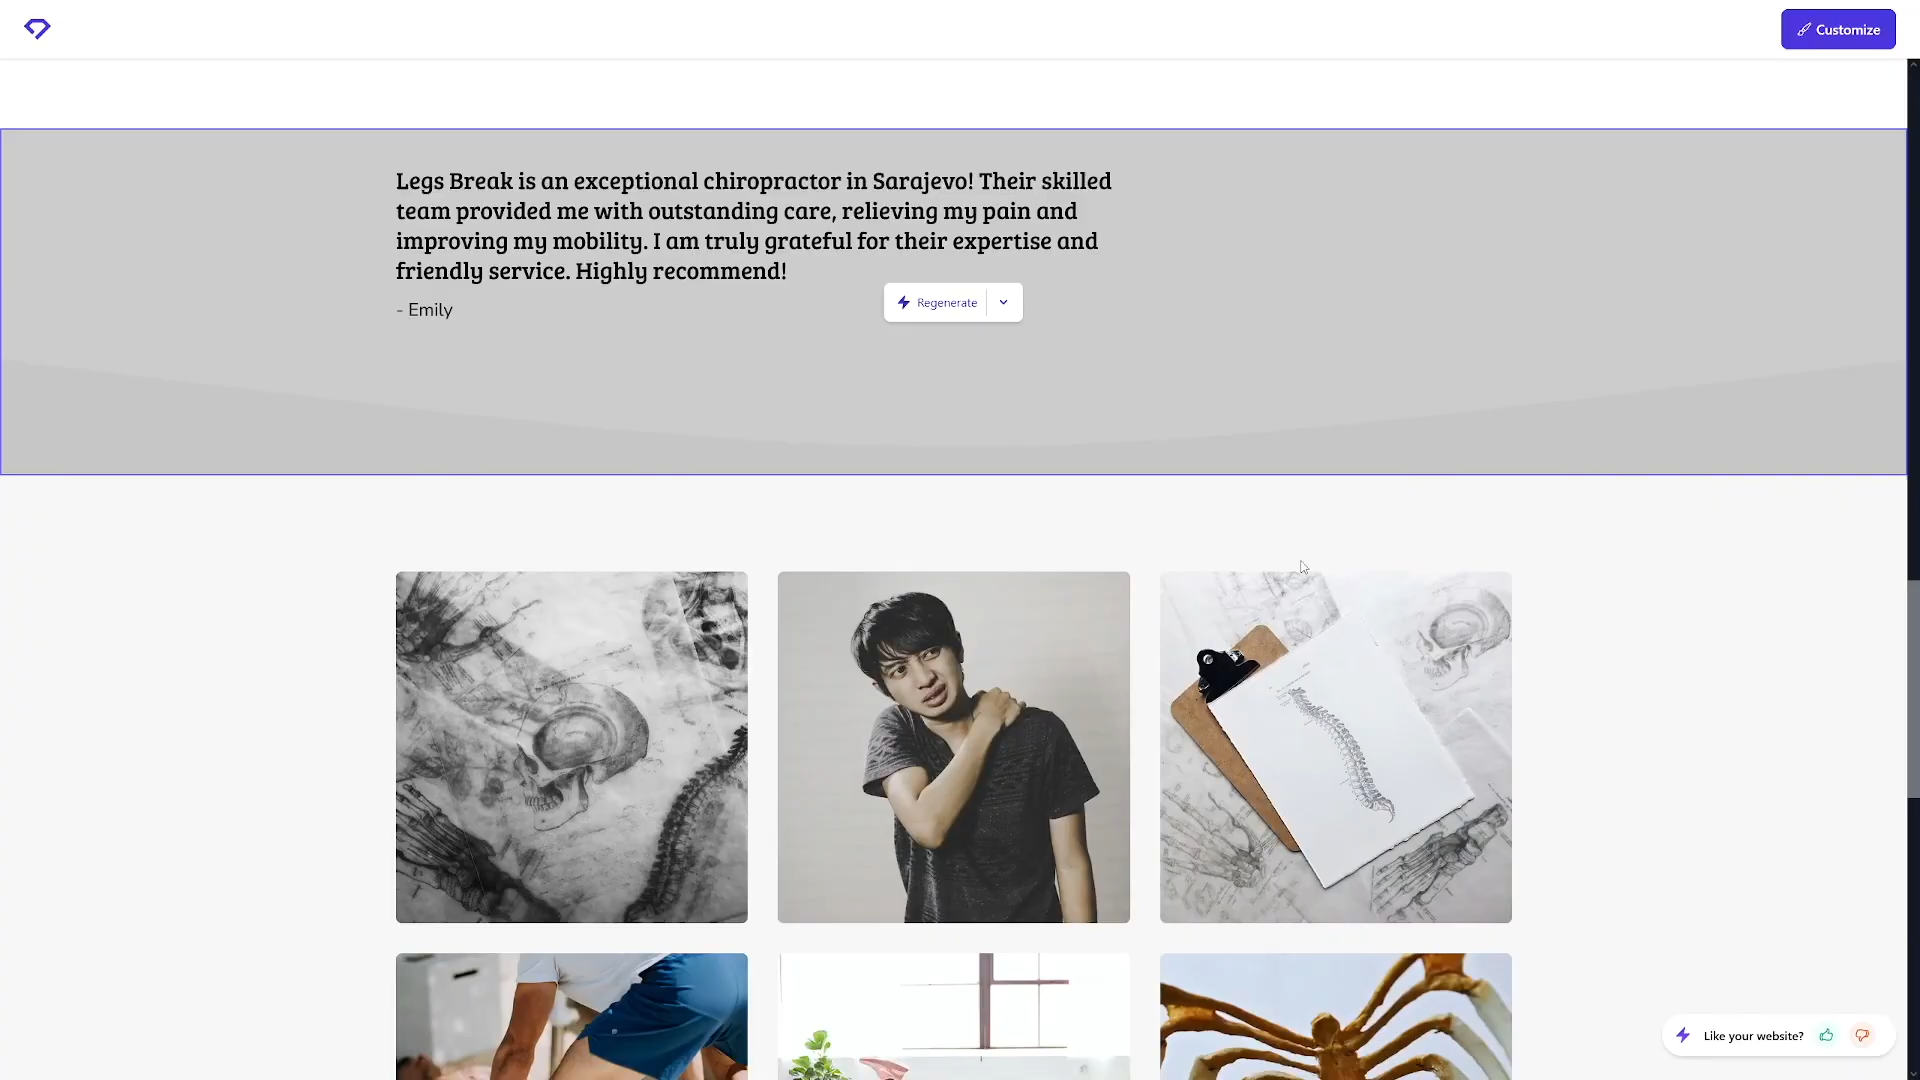 Customize
Legs Break is an exceptional chiropractor in Sarajevo! Their skilled
team provided me with outstanding care, relieving my pain and
improving my mobility. I am truly grateful for their expertise and
friendly service. Highly recommend!
- Emily
Regenerate
Like your website?